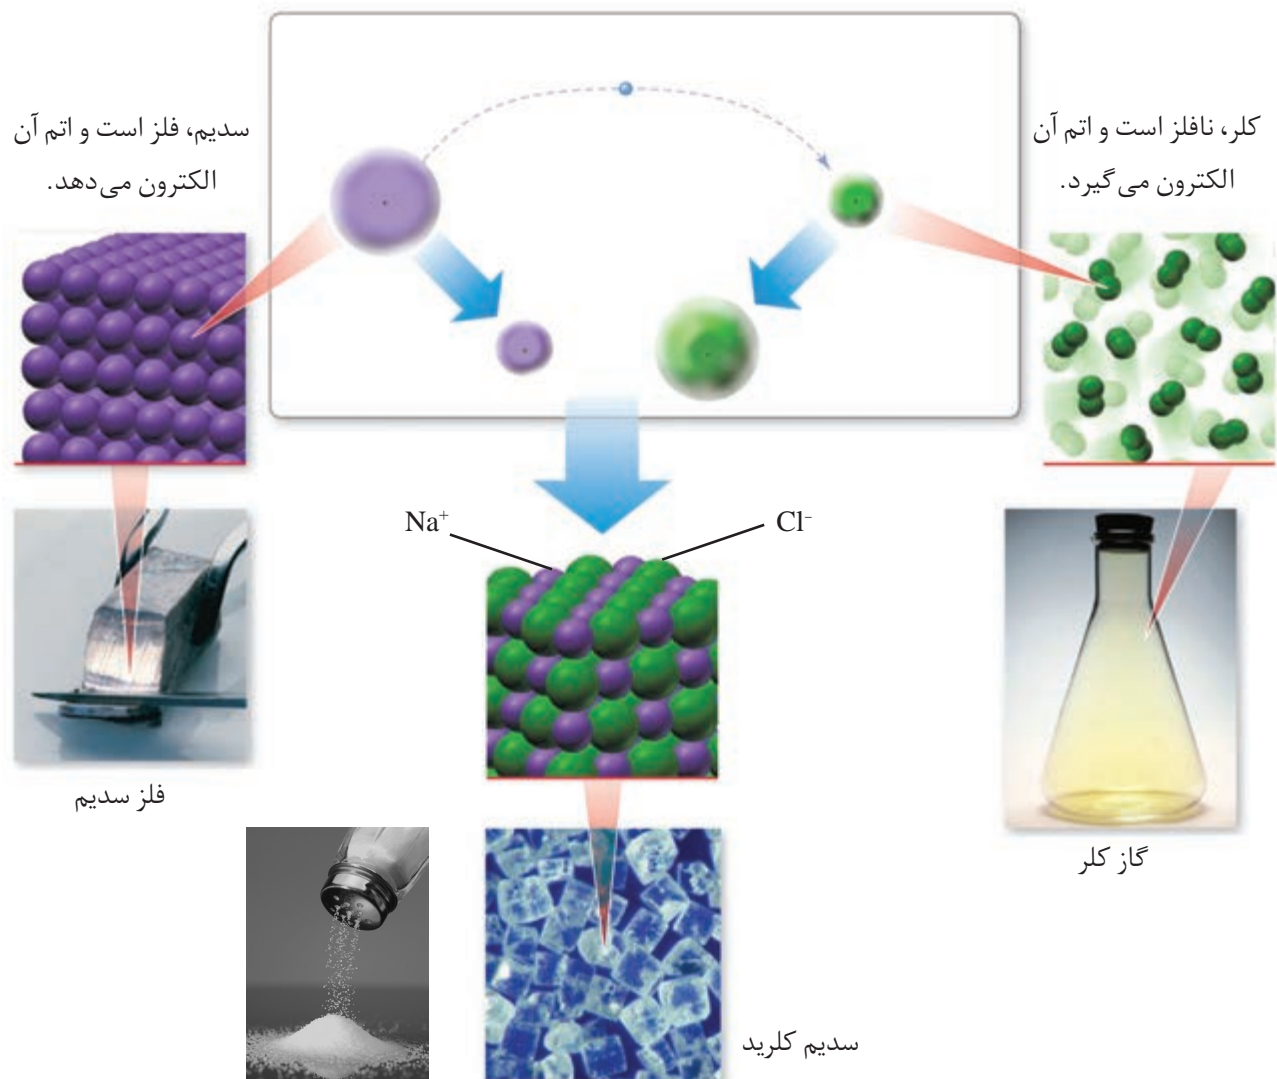 کلر، نافلز است و اتم آن
الکترون می‌گیرد.
سدیم، فلز است و اتم آن
الکترون می‌دهد.
Na⁺
Cl⁻
فلز سدیم
گاز کلر
سدیم کلرید